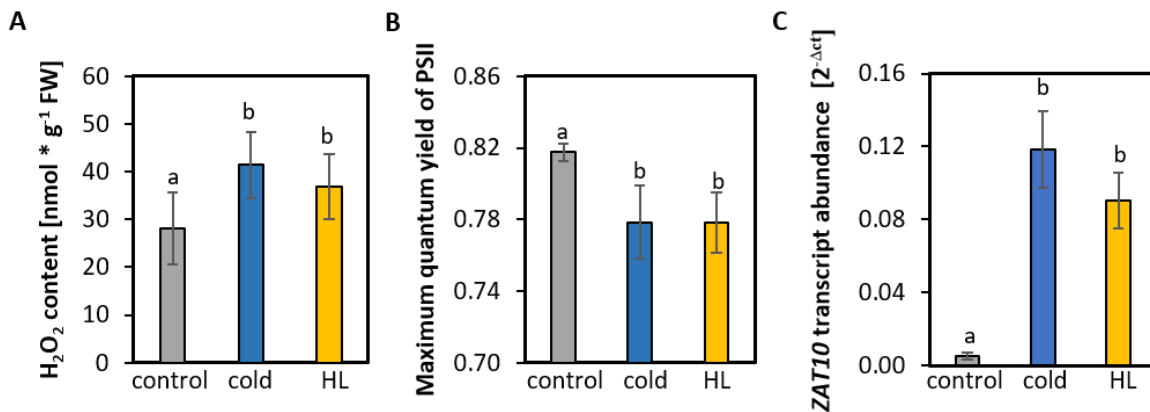 A
H₂O₂ content [nmol * g⁻¹ FW]
60
50
40
30
20
10
0
a
b
b
control
cold
HL
B
Maximum quantum yield of PSII
0.86
0.82
0.78
0.74
0.70
a
b
b
control
cold
HL
C
ZAT10 transcript abundance [2⁻Δct]
0.16
0.12
0.08
0.04
0.00
a
b
b
control
cold
HL